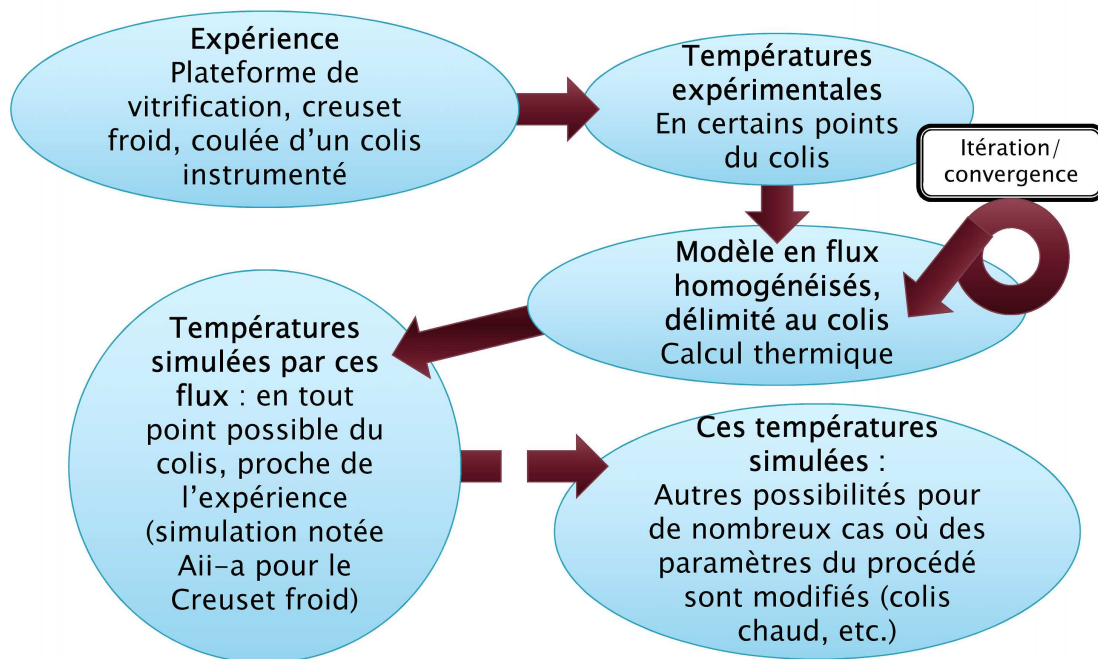 Expérience
Plateforme de
vitrification, creuset
froid, coulée d'un colis
instrumenté
Températures
expérimentales
En certains points
du colis
Itération/
convergence
Modèle en flux
homogénéisés,
délimité au colis
Calcul thermique
Températures
simulées par ces
flux : en tout
point possible du
colis, proche de
l'expérience
(simulation notée
Aii-a pour le
Creuset froid)
Ces températures
simulées :
Autres possibilités pour
de nombreux cas où des
paramètres du procédé
sont modifiés (colis
chaud, etc.)